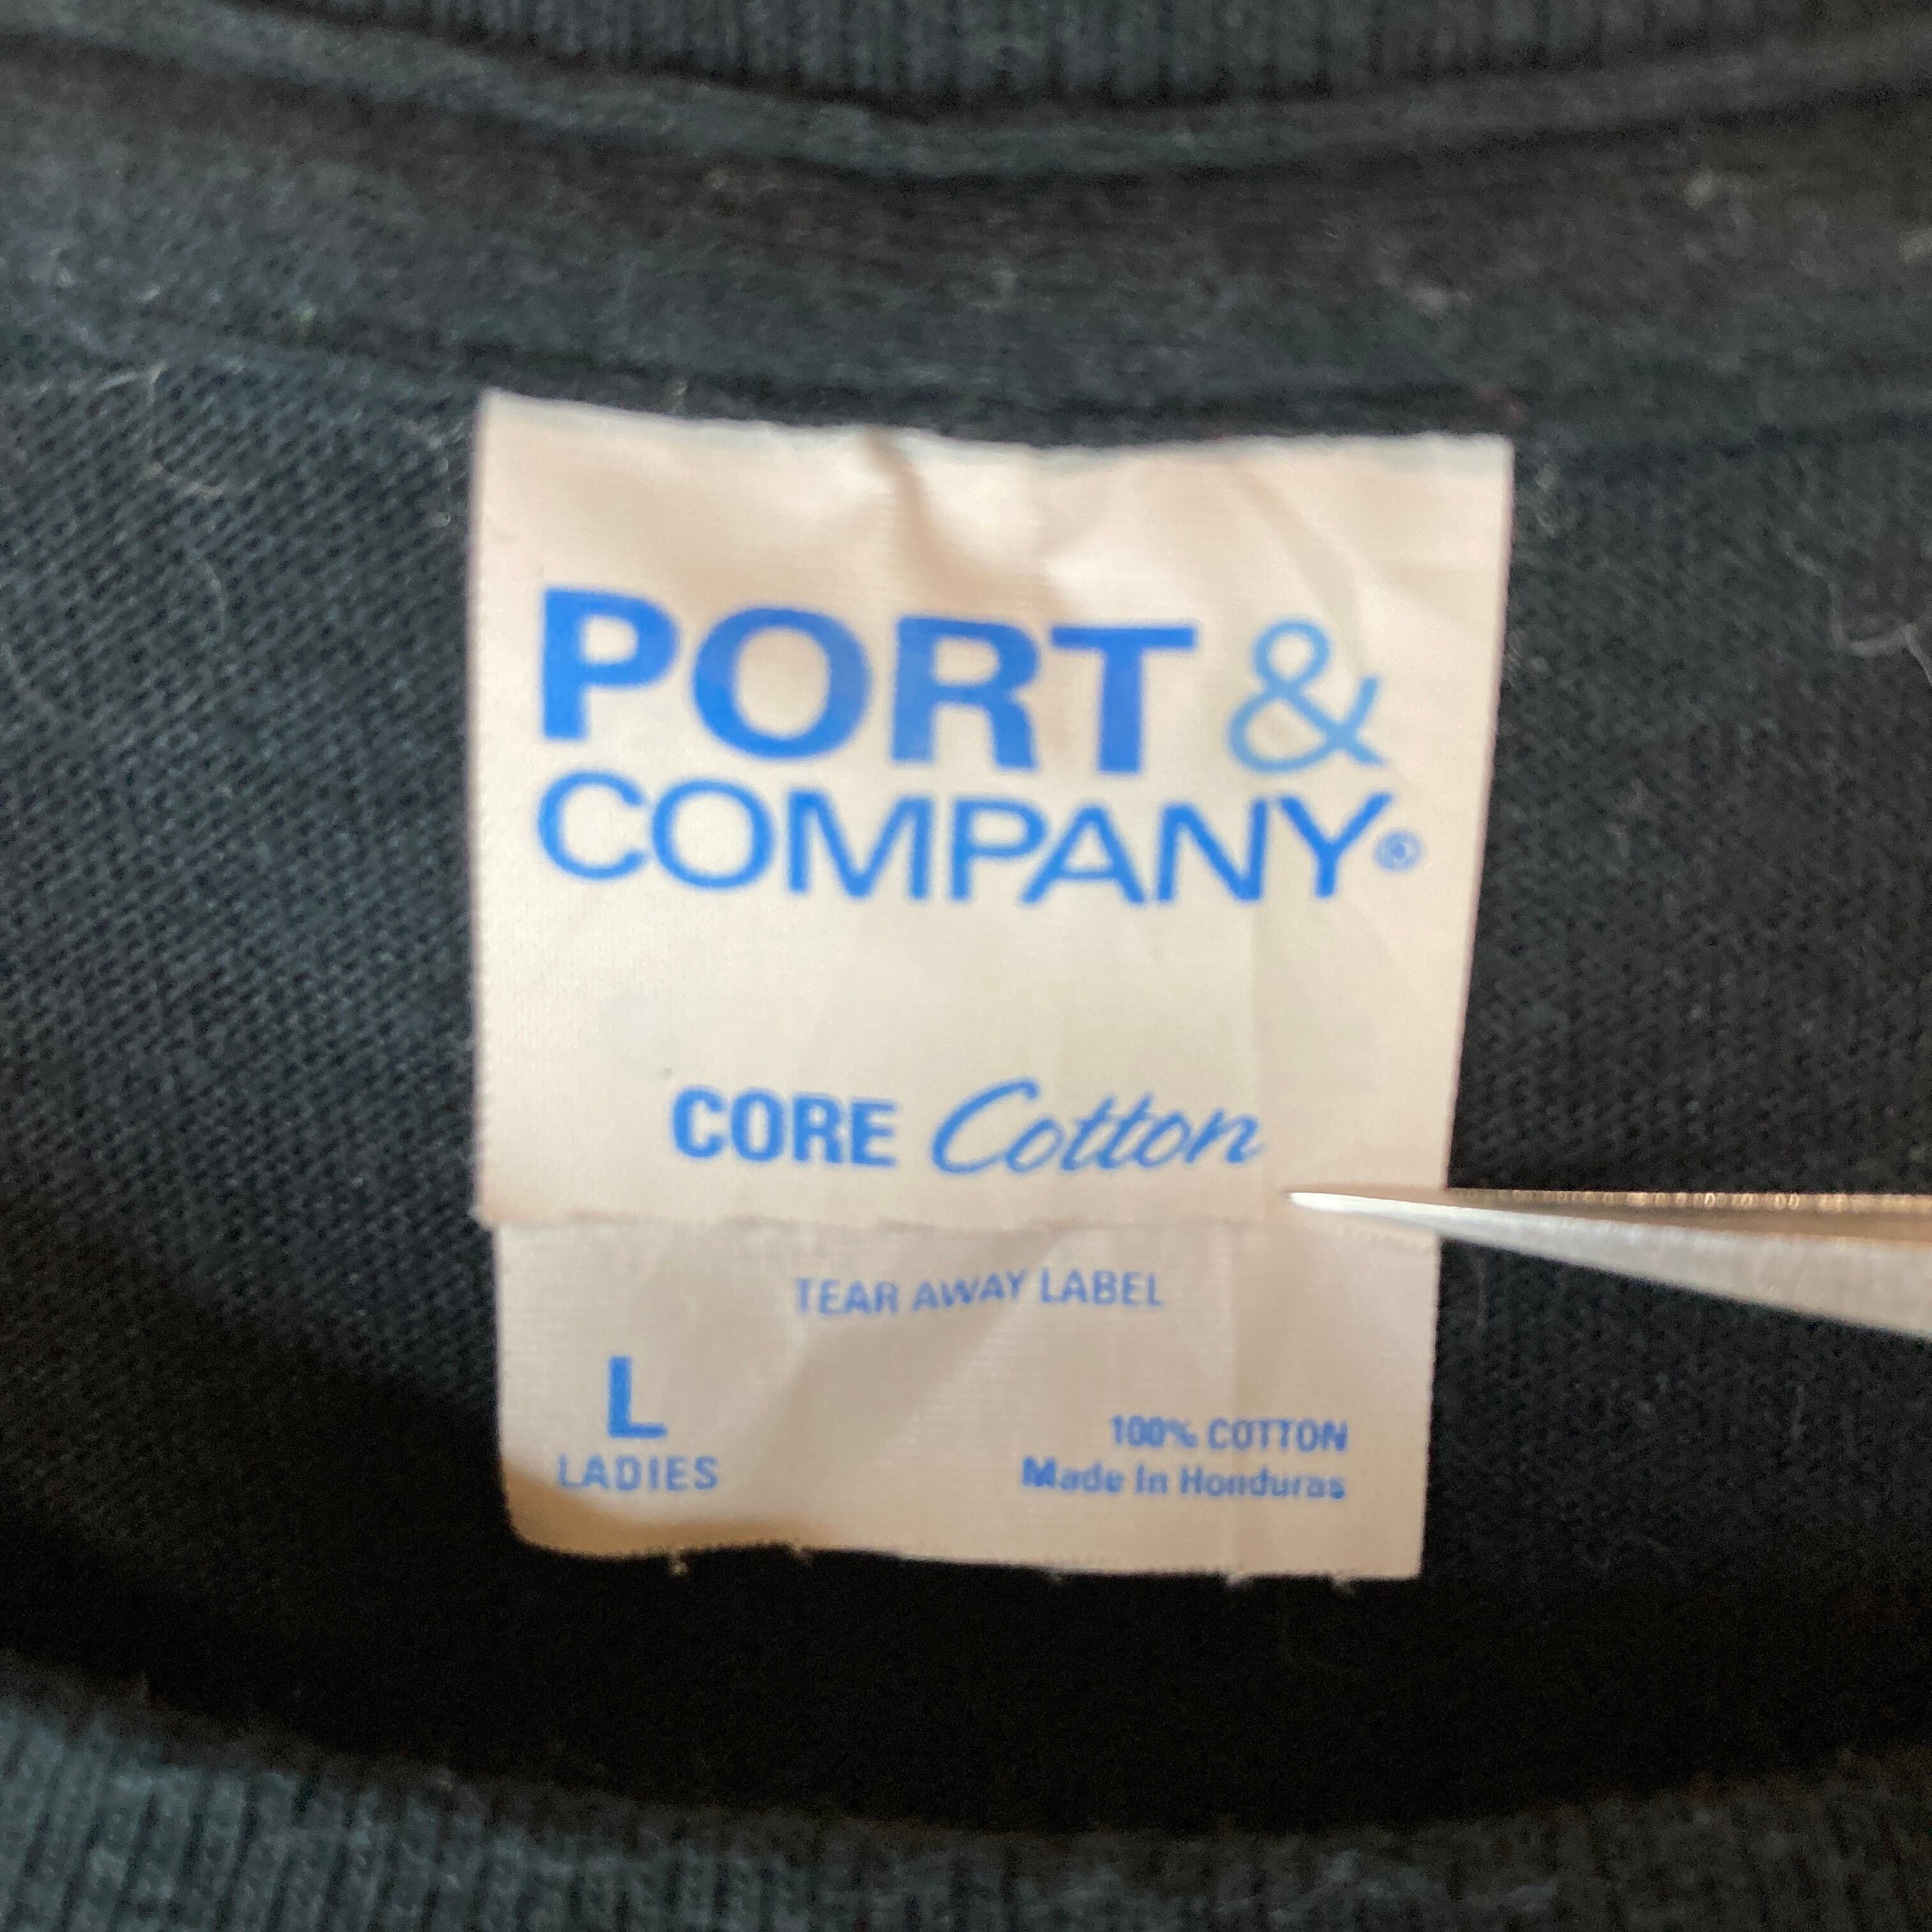 PORT &
COMPANY®
CORE Cotton
TEAR AWAY LABEL
L
LADIES
100% COTTON
Made In Honduras